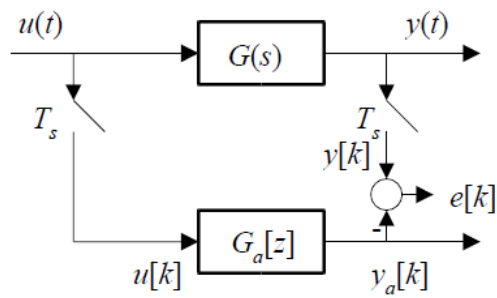 u(t) G(s) y(t)
T_s T_s
y[k]
e[k]
G_a[z]
-
u[k] y_a[k]